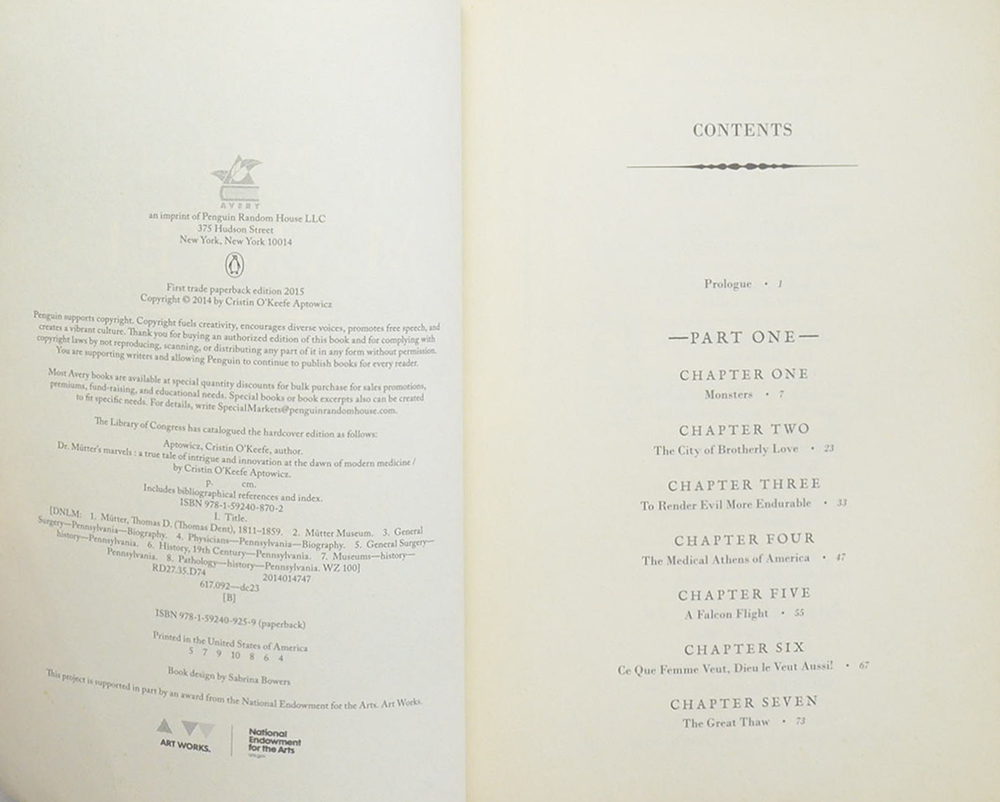 AVERY
an imprint of Penguin Random House LLC
375 Hudson Street
New York, New York 10014
First trade paperback edition 2015
Copyright © 2014 by Cristin O'Keefe Aptowicz
Penguin supports copyright. Copyright fuels creativity, encourages diverse voices, promotes free speech, and
creates a vibrant culture. Thank you for buying an authorized edition of this book and for complying with
copyright laws by not reproducing, scanning, or distributing any part of it in any form without permission.
You are supporting writers and allowing Penguin to continue to publish books for every reader.
Most Avery books are available at special quantity discounts for bulk purchase for sales promotions,
premiums, fund-raising, and educational needs. Special books or book excerpts also can be created
to fit specific needs. For details, write SpecialMarkets@penguinrandomhouse.com.
The Library of Congress has catalogued the hardcover edition as follows:
Aptowicz, Cristin O'Keefe, author.
Dr. Mütter's marvels : a true tale of intrigue and innovation at the dawn of modern medicine /
by Cristin O'Keefe Aptowicz.
p. cm.
Includes bibliographical references and index.
ISBN 978-1-59240-870-2
I. Title.
[DNLM: 1. Mütter, Thomas D. (Thomas Dent), 1811–1859. 2. Mütter Museum. 3. General
Surgery—Pennsylvania—Biography. 4. Physicians—Pennsylvania—Biography. 5. General Surgery—
history—Pennsylvania. 6. History, 19th Century—Pennsylvania. 7. Museums—history—
Pennsylvania. 8. Pathology—history—Pennsylvania. WZ 100]
RD27.35.D74 2014014747
617.092—dc23
[B]
ISBN 978-1-59240-925-9 (paperback)
Printed in the United States of America
5 7 9 10 8 6 4
Book design by Sabrina Bowers
This project is supported in part by an award from the National Endowment for the Arts. Art Works.
ART WORKS.
National
Endowment
for the Arts
CONTENTS
Prologue • 1
—PART ONE—
CHAPTER ONE
Monsters • 7
CHAPTER TWO
The City of Brotherly Love • 23
CHAPTER THREE
To Render Evil More Endurable • 33
CHAPTER FOUR
The Medical Athens of America • 47
CHAPTER FIVE
A Falcon Flight • 55
CHAPTER SIX
Ce Que Femme Veut, Dieu le Veut Aussi! • 67
CHAPTER SEVEN
The Great Thaw • 73